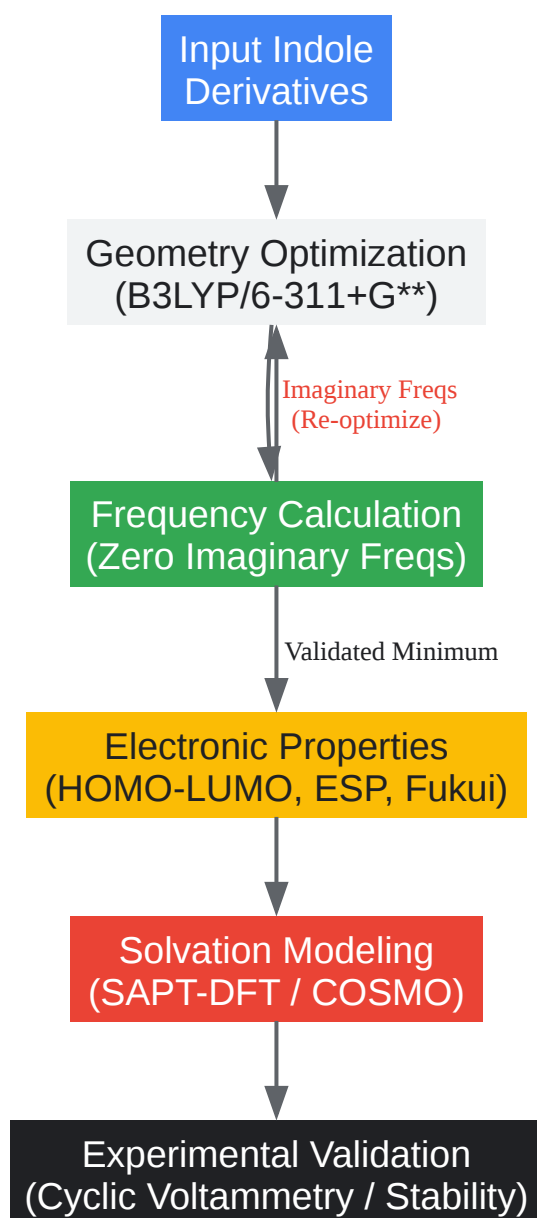 Input Indole
Derivatives
Geometry Optimization
(B3LYP/6-311+G**)
Imaginary Freqs
(Re-optimize)
Frequency Calculation
(Zero Imaginary Freqs)
Validated Minimum
Electronic Properties
(HOMO-LUMO, ESP, Fukui)
Solvation Modeling
(SAPT-DFT / COSMO)
Experimental Validation
(Cyclic Voltammetry / Stability)